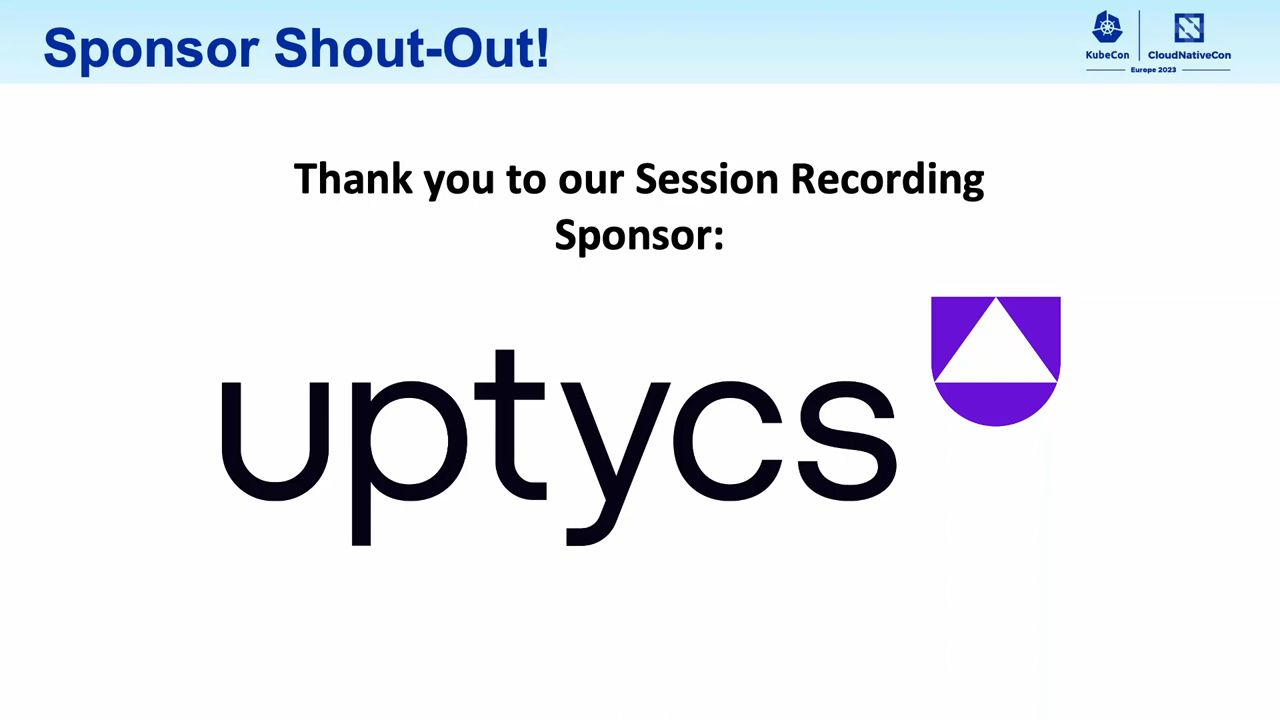 Sponsor Shout-Out!
KubeCon
CloudNativeCon
Europe 2023
Thank you to our Session Recording
Sponsor:
uptycs